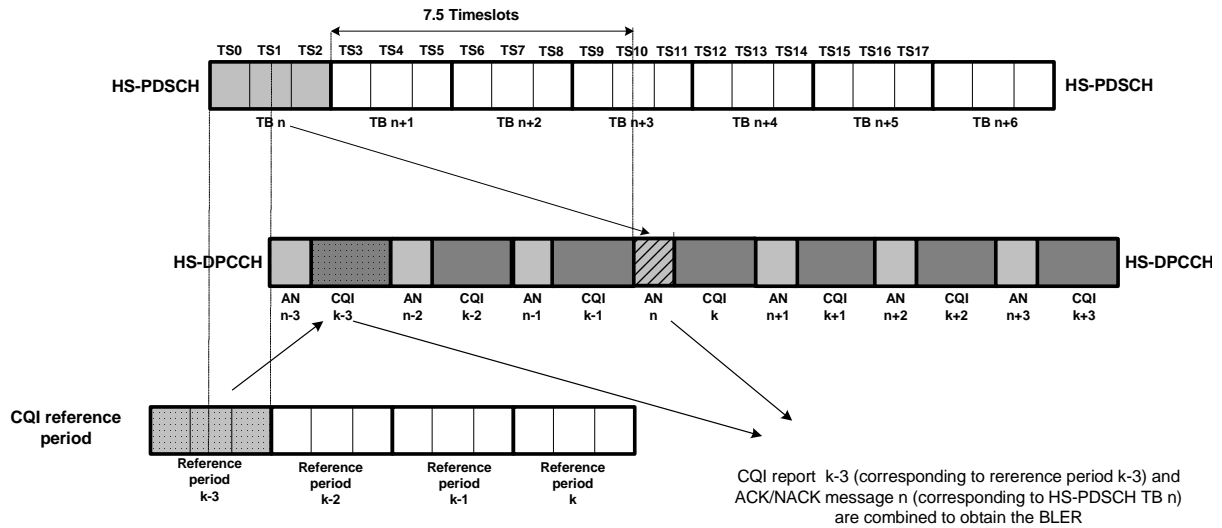 7.5 Timeslots
TS0 TS1 TS2 TS3 TS4 TS5 TS6 TS7 TS8 TS9 TS10 TS11 TS12 TS13 TS14 TS15 TS16 TS17
HS-PDSCH HS-PDSCH
TB n TB n+1 TB n+2 TB n+3 TB n+4 TB n+5 TB n+6
HS-DPCCH HS-DPCCH
AN CQI AN CQI AN CQI AN CQI AN CQI AN CQI AN CQI
n-3 k-3 n-2 k-2 n-1 k-1 n k n+1 k+1 n+2 k+2 n+3 k+3
CQI reference
period
Reference Reference Reference Reference
period period period period
k-3 k-2 k-1 k
CQI report k-3 (corresponding to rererence period k-3) and
ACK/NACK message n (corresponding to HS-PDSCH TB n)
are combined to obtain the BLER